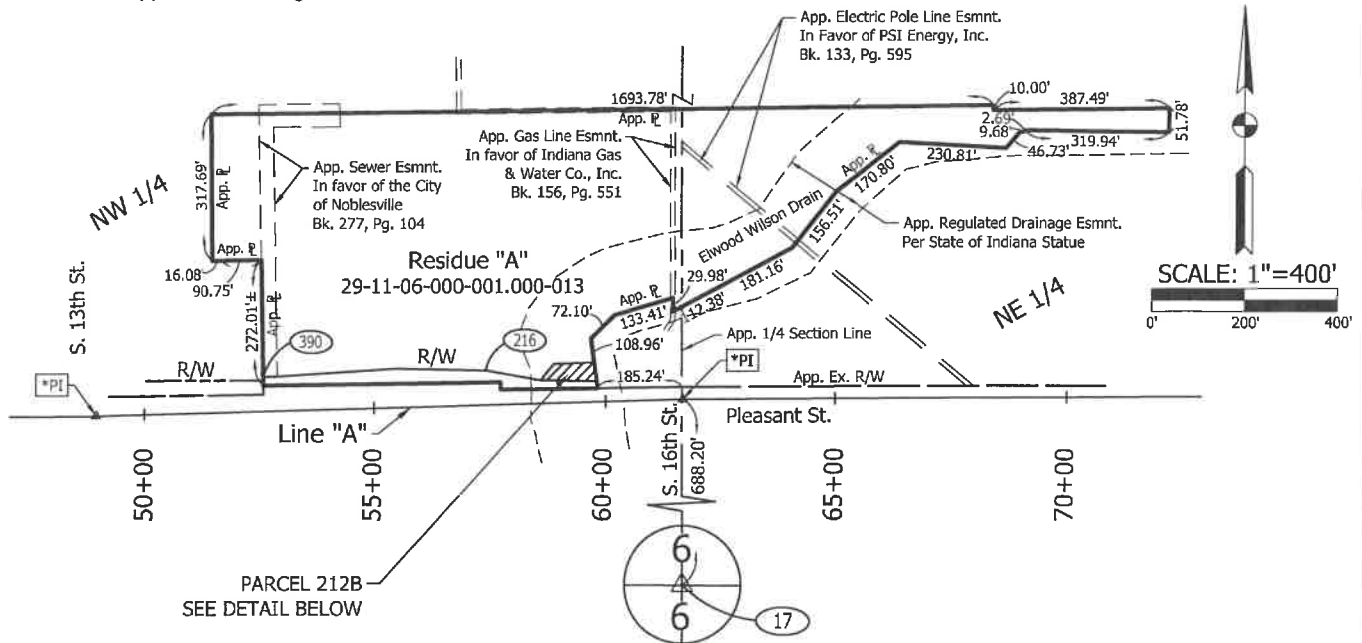 App. Electric Pole Line Esmnt.
In Favor of PSI Energy, Inc.
Bk. 133, Pg. 595
1693.78'
10.00'
387.49'
App. PL
2.69'
9.68
51.78'
46.73'
319.94'
317.69'
App. PL
NW 1/4
App. Sewer Esmnt.
In favor of the City
of Noblesville
Bk. 277, Pg. 104
App. Gas Line Esmnt.
In favor of Indiana Gas
& Water Co., Inc.
Bk. 156, Pg. 551
App. PL
230.81'
170.80'
156.51'
Elwood Wilson Drain
App. Regulated Drainage Esmnt.
Per State of Indiana Statue
App. PL
16.08'
90.75'
Residue "A"
29-11-06-000-001.000-013
29.98'
181.16'
12.38'
NE 1/4
SCALE: 1"=400'
0'
200'
400'
S. 13th St.
272.01'±
App. PL
72.10'
App. PL
133.41'
108.96'
App. 1/4 Section Line
390
216
R/W
R/W
*PI
*PI
185.24'
App. Ex. R/W
Line "A"
Pleasant St.
S. 16th St.
688.20'
50+00
55+00
60+00
65+00
70+00
PARCEL 212B
SEE DETAIL BELOW
6
6
17